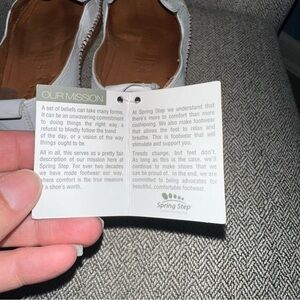 OUR MISSION
A set of beliefs can take many forms.
It can be an unwavering commitment
to doing things the right way, a
refusal to blindly follow the trend
of the day, or a vision of the way
things ought to be.
All in all, this serves as a pretty fair
description of our mission here at
Spring Step. For over two decades
we have made footwear our way,
where comfort is the true measure
of a shoe's worth.
At Spring Step we understand that
there's more to comfort than mere
cushioning. We also make footwear
that allows the foot to relax and
breathe. This is footwear that will
stimulate and support you.
Trends change, but feet don't.
As long as this is the case, we'll
continue to make shoes that can be
worn year in and year out. In the
end, we are committed to being advocates for
beautiful, comfortable footwear.
Spring Step